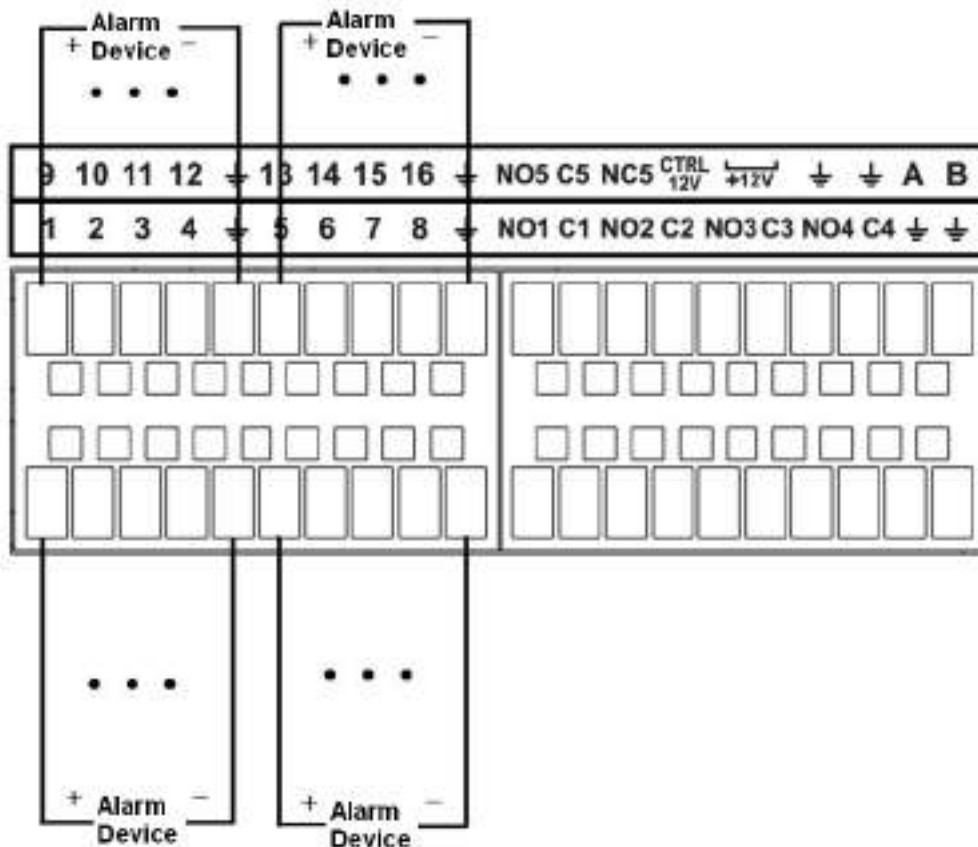 Alarm
+ Device −
Alarm
+ Device −
9 10 11 12 ⏚ 13 14 15 16 ⏚ NO5 C5 NC5 CTRL 12V +12V ⏚ ⏚ A B
1 2 3 4 ⏚ 5 6 7 8 ⏚ NO1 C1 NO2 C2 NO3 C3 NO4 C4 ⏚ ⏚
+ Alarm −
Device
+ Alarm −
Device